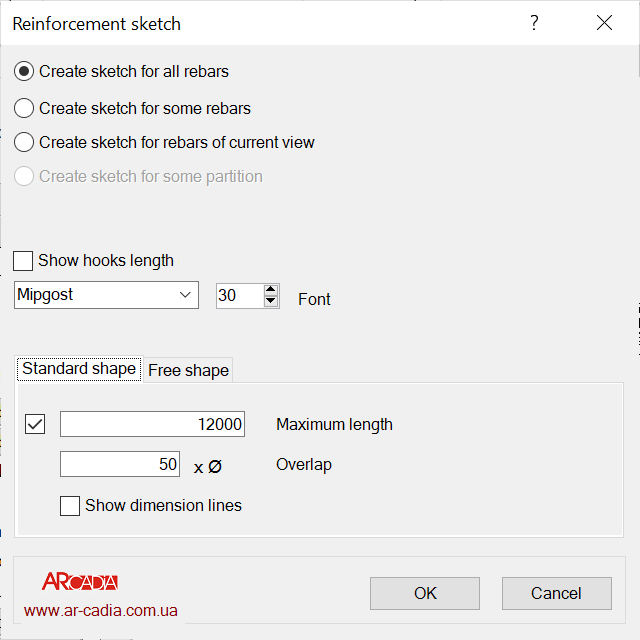 Reinforcement sketch
Create sketch for all rebars
Create sketch for some rebars
Create sketch for rebars of current view
Create sketch for some partition
Show hooks length
Mipgost 30 Font
Standard shape Free shape
12000 Maximum length
50 x Ø Overlap
Show dimension lines
ARCADIA
www.ar-cadia.com.ua
OK Cancel